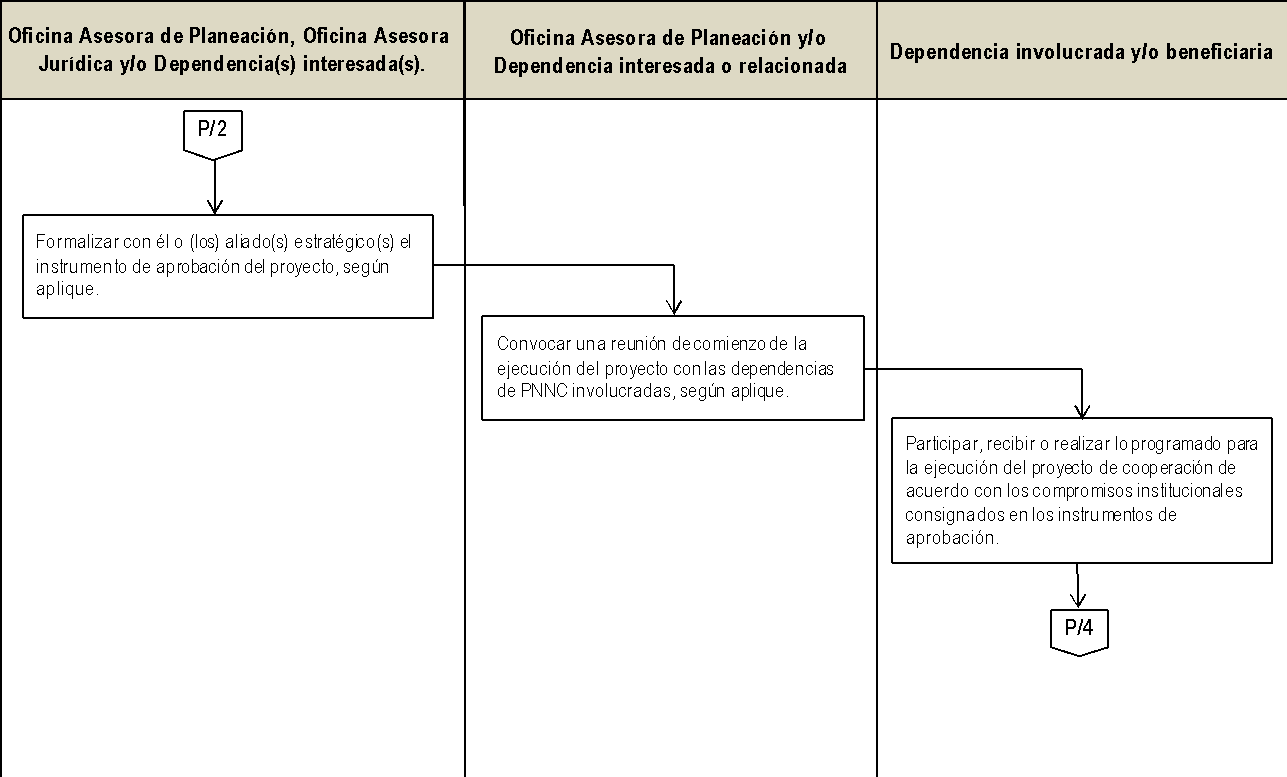 Oficina Asesora de Planeación, Oficina Asesora
Jurídica y/o Dependencia(s) interesada(s).
Oficina Asesora de Planeación y/o
Dependencia interesada o relacionada
Dependencia involucrada y/o beneficiaria
P/2
Formalizar con él o (los) aliado(s) estratégico(s) el
instrumento de aprobación del proyecto, según
aplique.
Convocar una reunión de comienzo de la
ejecución del proyecto con las dependencias
de PNNC involucradas, según aplique.
Participar, recibir o realizar lo programado para
la ejecución del proyecto de cooperación de
acuerdo con los compromisos institucionales
consignados en los instrumentos de
aprobación.
P/4